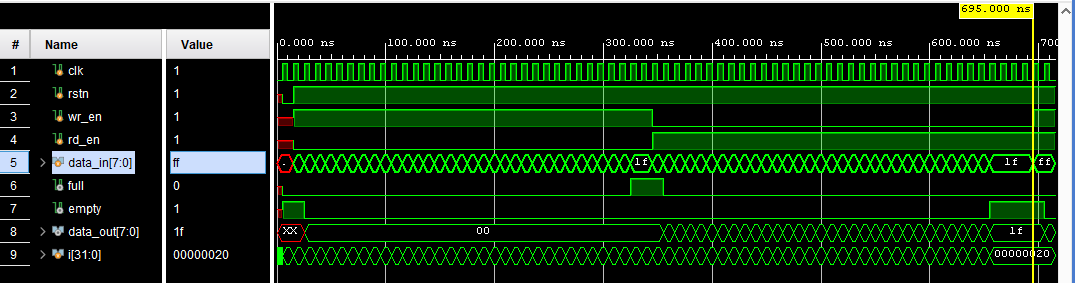 695.000 ns
# Name Value
0.000 ns 100.000 ns 200.000 ns 300.000 ns 400.000 ns 500.000 ns 600.000 ns 700
1 clk 1
2 rstn 1
3 wr_en 1
4 rd_en 1
5 data_in[7:0] ff . 1f 1f ff
6 full 0
7 empty 1
8 data_out[7:0] 1f XX 00 1f
9 i[31:0] 00000020 00000020